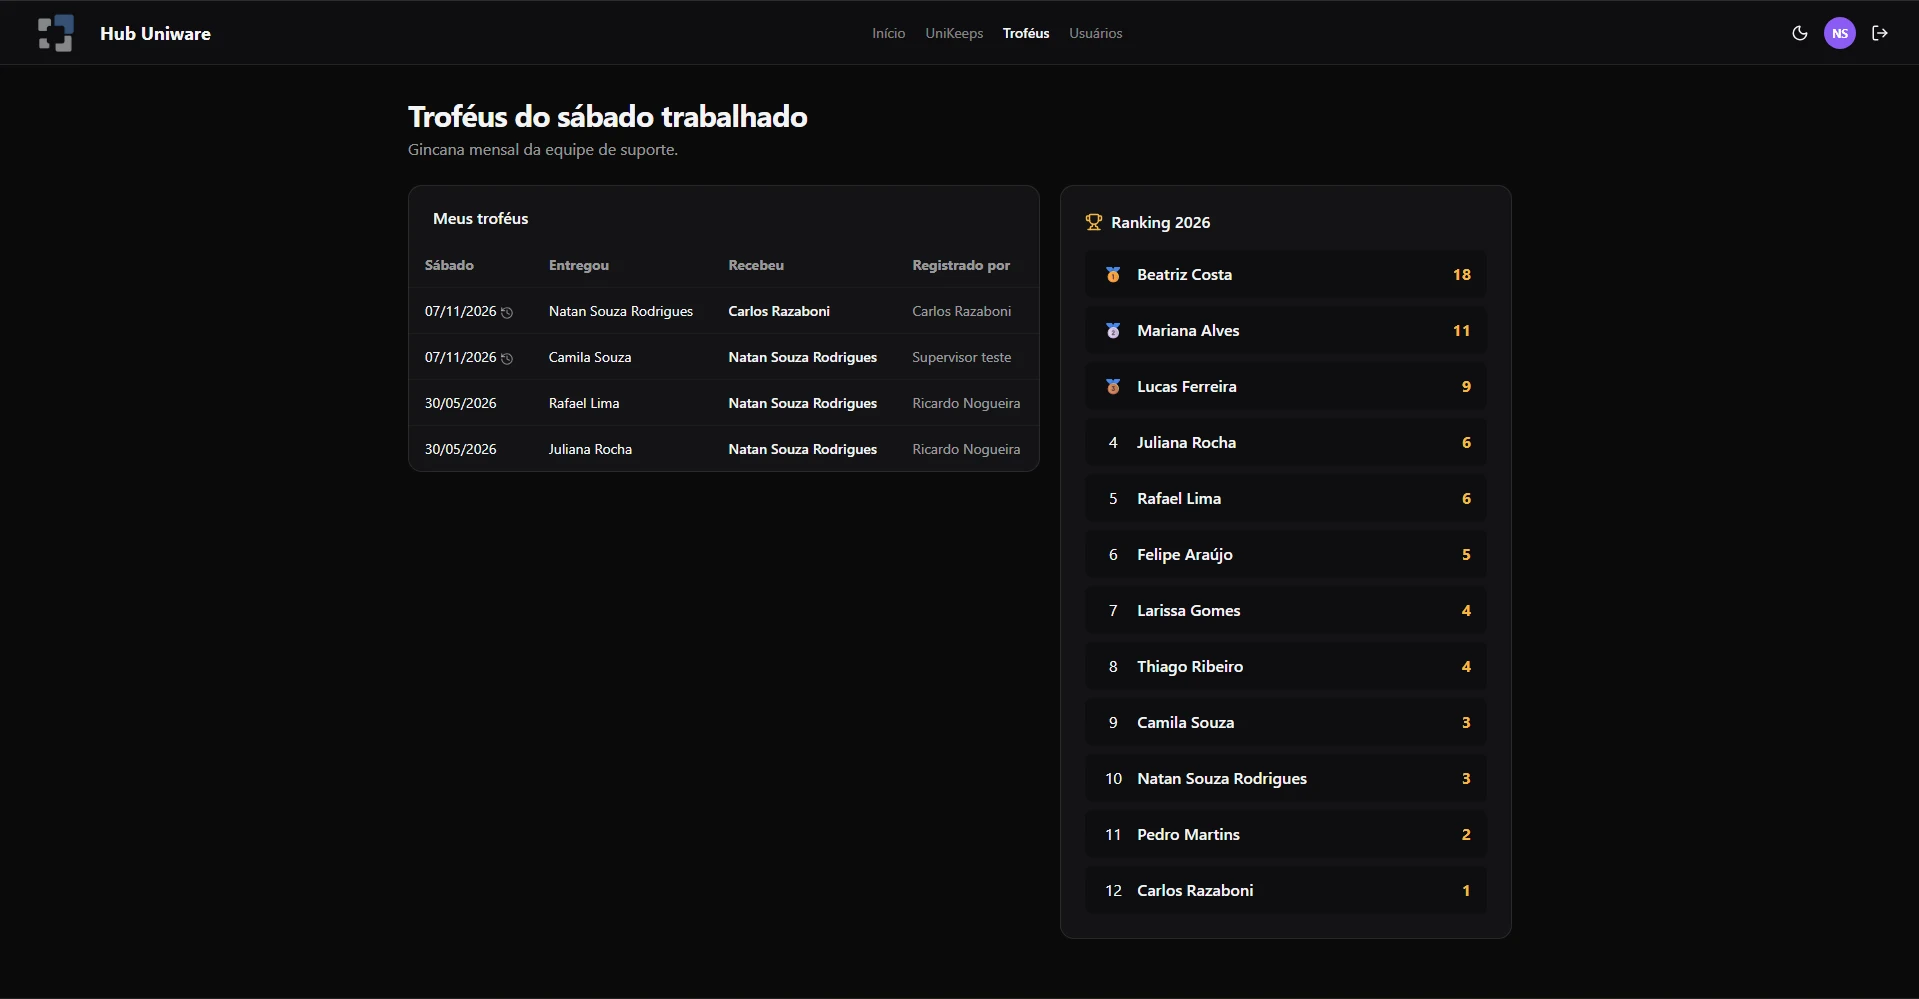 Hub Uniware
Início UniKeeps Troféus Usuários
NS
Troféus do sábado trabalhado
Gincana mensal da equipe de suporte.
Meus troféus
Sábado Entregou Recebeu Registrado por
07/11/2026 Natan Souza Rodrigues Carlos Razaboni Carlos Razaboni
07/11/2026 Camila Souza Natan Souza Rodrigues Supervisor teste
30/05/2026 Rafael Lima Natan Souza Rodrigues Ricardo Nogueira
30/05/2026 Juliana Rocha Natan Souza Rodrigues Ricardo Nogueira
Ranking 2026
1 Beatriz Costa 18
2 Mariana Alves 11
3 Lucas Ferreira 9
4 Juliana Rocha 6
5 Rafael Lima 6
6 Felipe Araújo 5
7 Larissa Gomes 4
8 Thiago Ribeiro 4
9 Camila Souza 3
10 Natan Souza Rodrigues 3
11 Pedro Martins 2
12 Carlos Razaboni 1